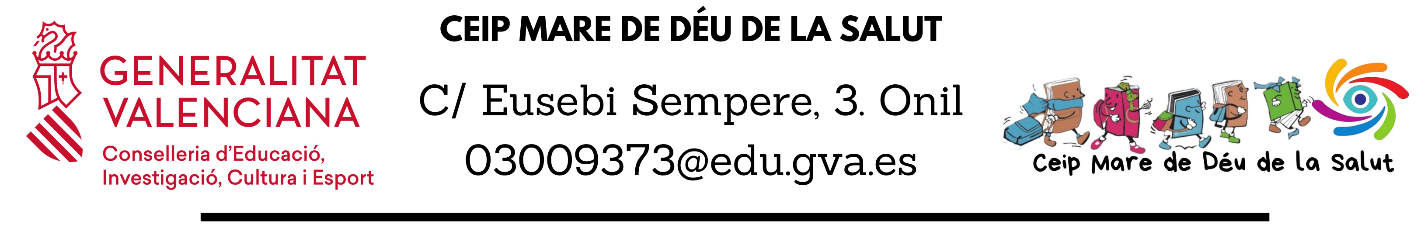 GENERALITAT
VALENCIANA
Conselleria d'Educació,
Investigació, Cultura i Esport
CEIP MARE DE DÉU DE LA SALUT
C/ Eusebi Sempere, 3. Onil
03009373@edu.gva.es
Ceip Mare de Déu de la Salut